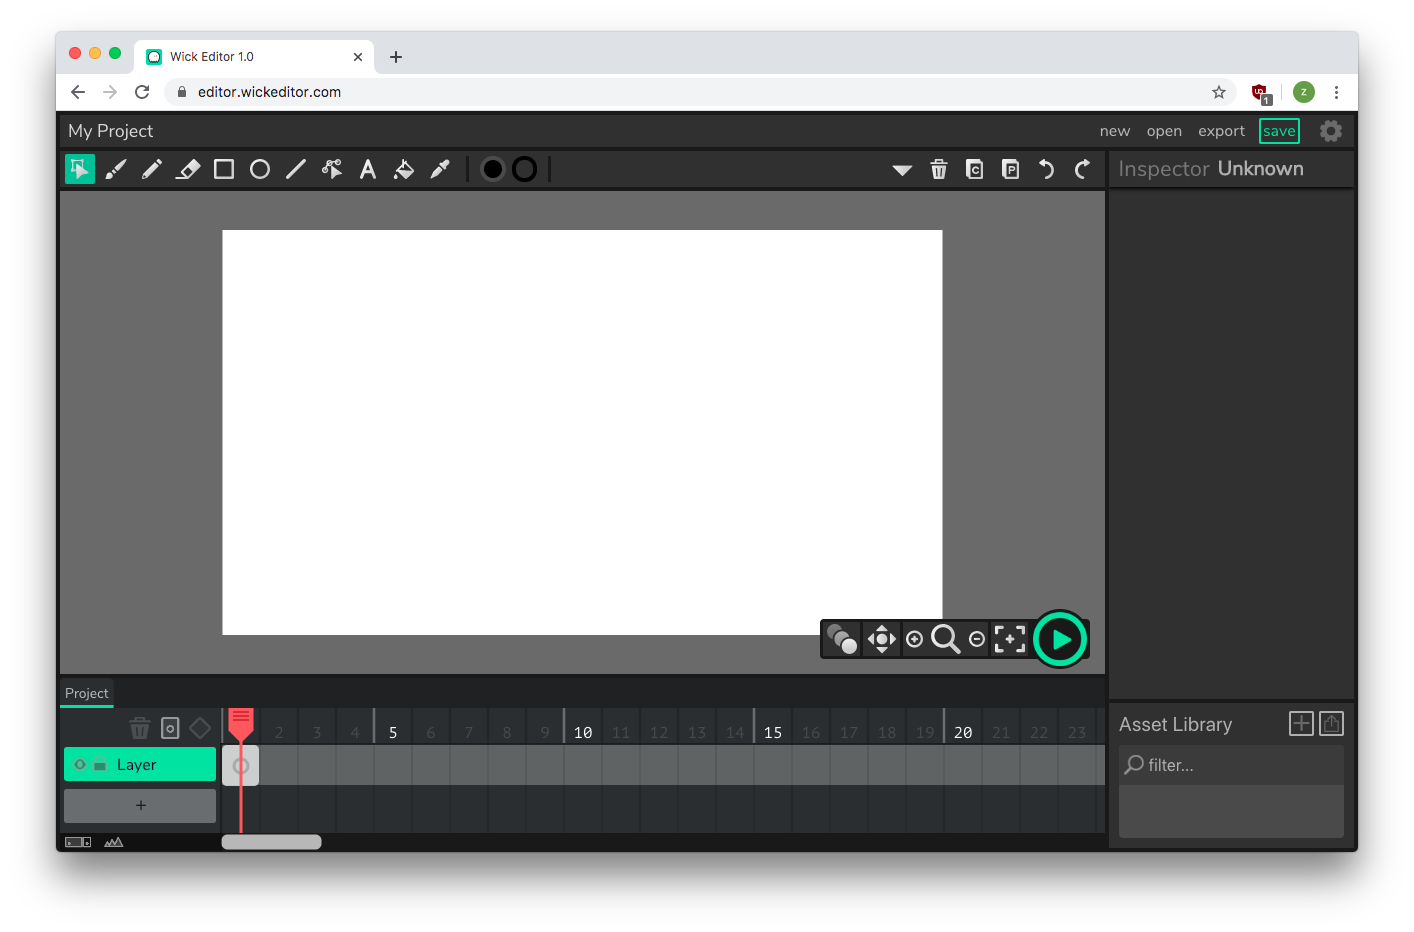 Wick Editor 1.0
editor.wickeditor.com
1
z
My Project
new open export save
A
C
P
Inspector Unknown
Project
2 3 4 5 6 7 8 9 10 11 12 13 14 15 16 17 18 19 20 21 22 23
Layer
+
Asset Library
filter...